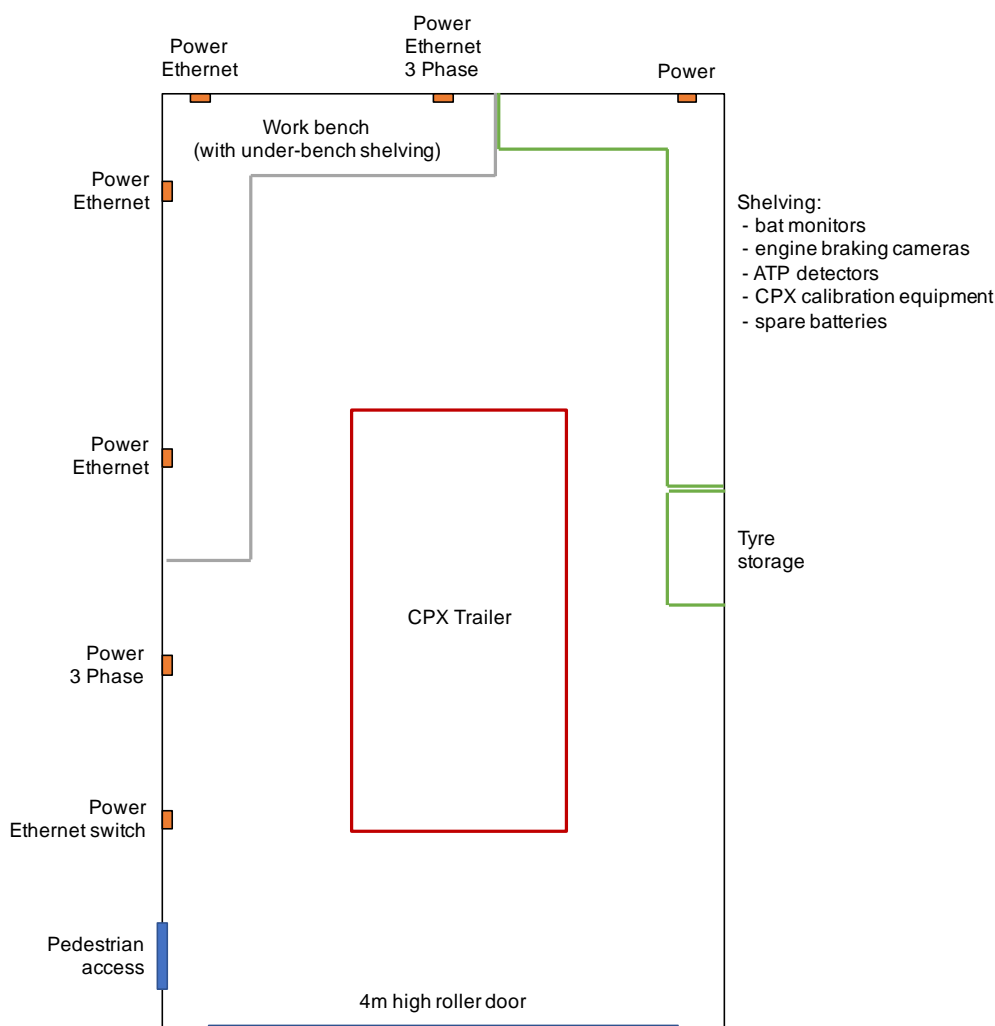 Power
Ethernet
3 Phase
Power
Ethernet
Power
Work bench
(with under-bench shelving)
Power
Ethernet
Shelving:
- bat monitors
- engine braking cameras
- ATP detectors
- CPX calibration equipment
- spare batteries
Power
Ethernet
Tyre
storage
CPX Trailer
Power
3 Phase
Power
Ethernet switch
Pedestrian
access
4m high roller door